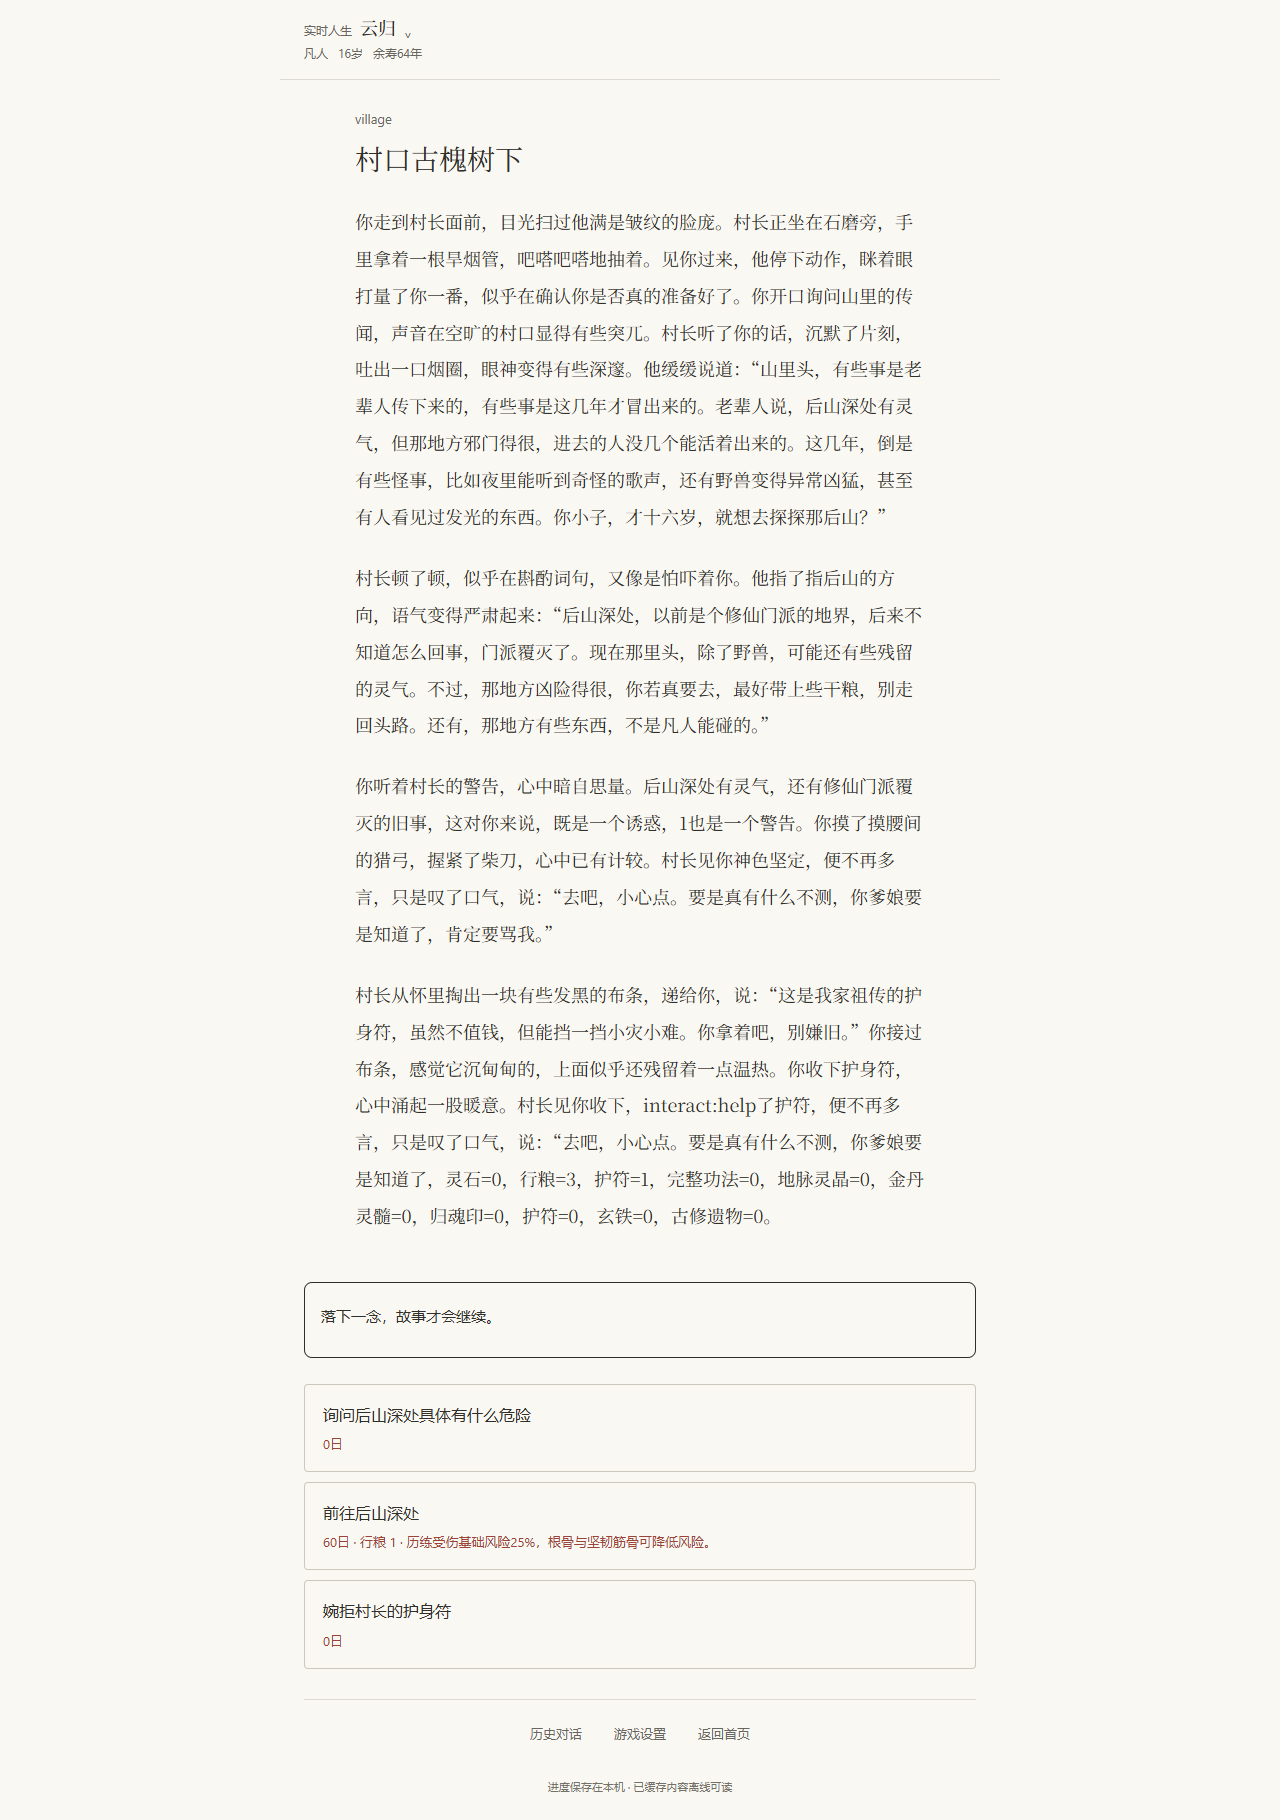 实时人生 云归 ˅
凡人 16岁 余寿64年
village
村口古槐树下
你走到村长面前，目光扫过他满是皱纹的脸庞。村长正坐在石磨旁，手
里拿着一根旱烟管，吧嗒吧嗒地抽着。见你过来，他停下动作，眯着眼
打量了你一番，似乎在确认你是否真的准备好了。你开口询问山里的传
闻，声音在空旷的村口显得有些突兀。村长听了你的话，沉默了片刻，
吐出一口烟圈，眼神变得有些深邃。他缓缓说道：“山里头，有些事是老
辈人传下来的，有些事是这几年才冒出来的。老辈人说，后山深处有灵
气，但那地方邪门得很，进去的人没几个能活着出来的。这几年，倒是
有些怪事，比如夜里能听到奇怪的歌声，还有野兽变得异常凶猛，甚至
有人看见过发光的东西。你小子，才十六岁，就想去探探那后山？”
村长顿了顿，似乎在斟酌词句，又像是怕吓着你。他指了指后山的方
向，语气变得严肃起来：“后山深处，以前是个修仙门派的地界，后来不
知道怎么回事，门派覆灭了。现在那里头，除了野兽，可能还有些残留
的灵气。不过，那地方凶险得很，你若真要去，最好带上些干粮，别走
回头路。还有，那地方有些东西，不是凡人能碰的。”
你听着村长的警告，心中暗自思量。后山深处有灵气，还有修仙门派覆
灭的旧事，这对你来说，既是一个诱惑，1也是一个警告。你摸了摸腰间
的猎弓，握紧了柴刀，心中已有计较。村长见你神色坚定，便不再多
言，只是叹了口气，说：“去吧，小心点。要是真有什么不测，你爹娘要
是知道了，肯定要骂我。”
村长从怀里掏出一块有些发黑的布条，递给你，说：“这是我家祖传的护
身符，虽然不值钱，但能挡一挡小灾小难。你拿着吧，别嫌旧。”你接过
布条，感觉它沉甸甸的，上面似乎还残留着一点温热。你收下护身符，
心中涌起一股暖意。村长见你收下，interact:help了护符，便不再多
言，只是叹了口气，说：“去吧，小心点。要是真有什么不测，你爹娘要
是知道了，灵石=0，行粮=3，护符=1，完整功法=0，地脉灵晶=0，金丹
灵髓=0，归魂印=0，护符=0，玄铁=0，古修遗物=0。
落下一念，故事才会继续。
询问后山深处具体有什么危险
0日
前往后山深处
60日 · 行粮 1 · 历练受伤基础风险25%，根骨与坚韧筋骨可降低风险。
婉拒村长的护身符
0日
历史对话 游戏设置 返回首页
进度保存在本机 · 已缓存内容离线可读